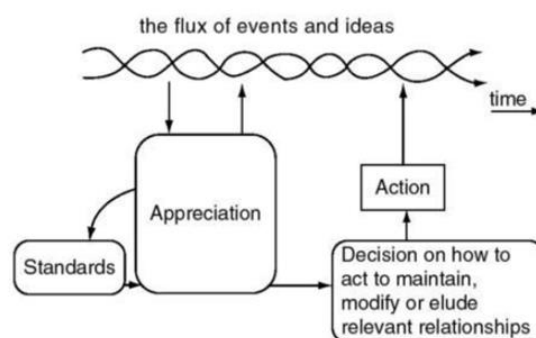 the flux of events and ideas
time
Appreciation
Action
Standards
Decision on how to
act to maintain,
modify or elude
relevant relationships